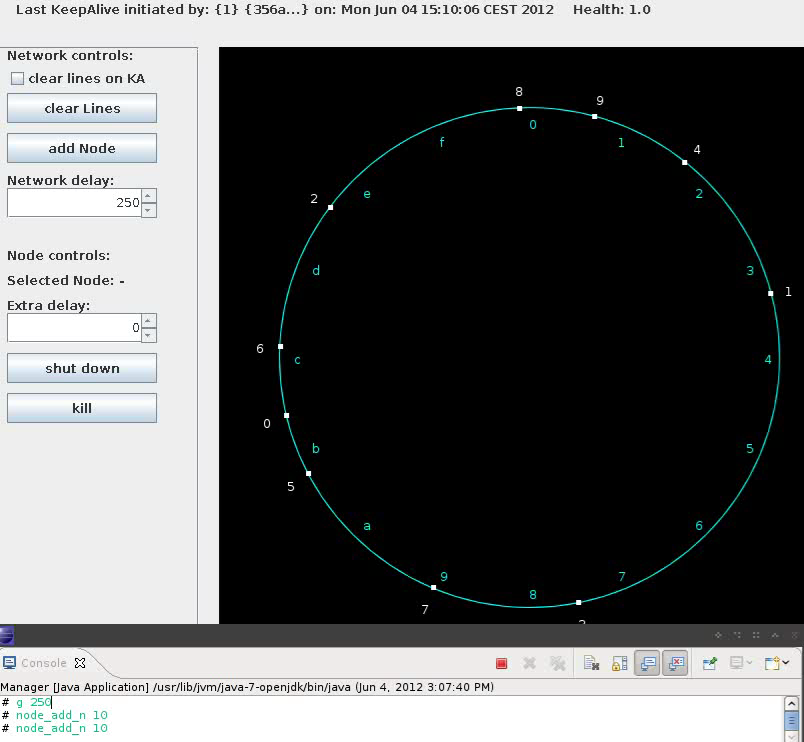 Last KeepAlive initiated by: {1} {356a...} on: Mon Jun 04 15:10:06 CEST 2012 Health: 1.0
Network controls:
clear lines on KA
clear Lines
add Node
Network delay:
250
Node controls:
Selected Node: -
Extra delay:
0
shut down
kill
8
9
0
f
1
4
2
e
2
d
3
1
6
c
4
0
b
5
5
a
6
9
8
7
7
Console
Manager [Java Application] /usr/lib/jvm/java-7-openjdk/bin/java (Jun 4, 2012 3:07:40 PM)
# g 250
# node_add_n 10
# node_add_n 10